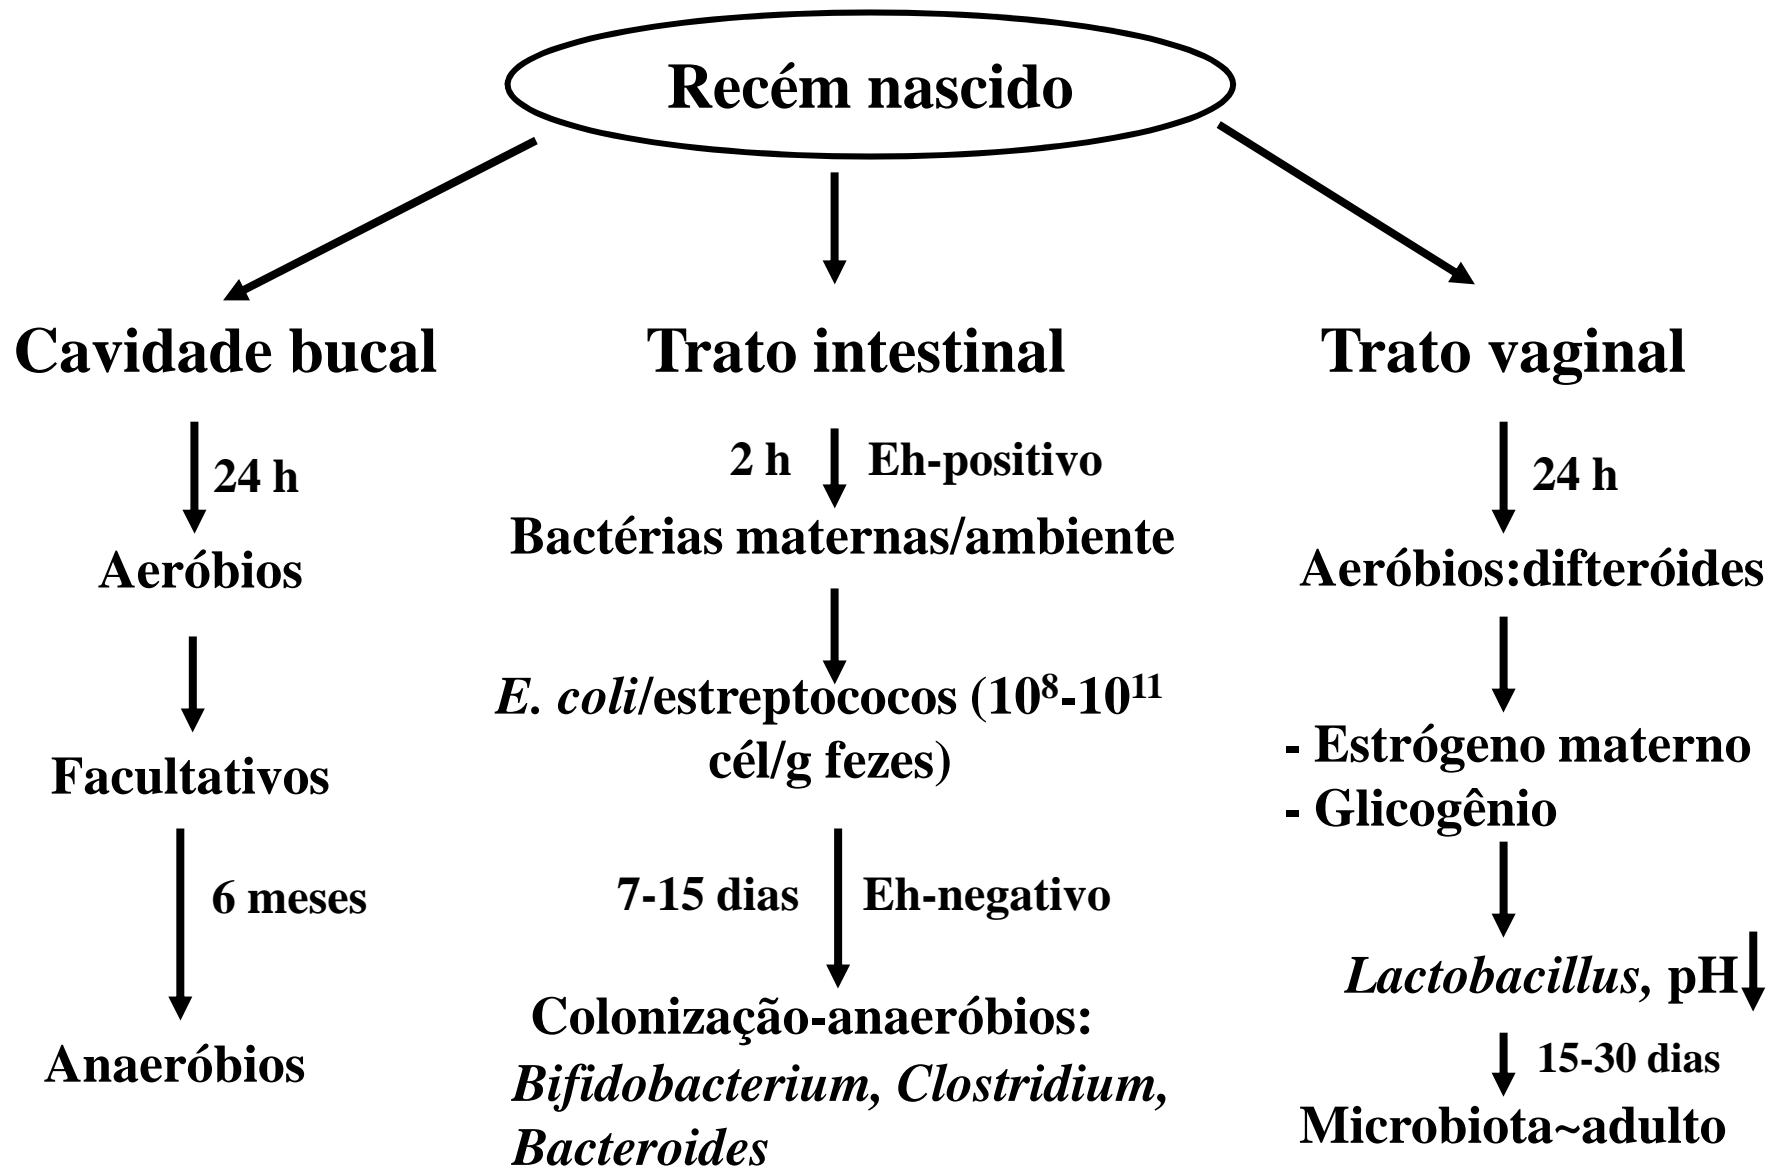 Recém nascido
Cavidade bucal
24 h
Aeróbios
Facultativos
6 meses
Anaeróbios
Trato intestinal
2 h
Eh-positivo
Bactérias maternas/ambiente
E. coli/estreptococos (10⁸-10¹¹
cél/g fezes)
7-15 dias
Eh-negativo
Colonização-anaeróbios:
Bifidobacterium, Clostridium,
Bacteroides
Trato vaginal
24 h
Aeróbios:difteróides
- Estrógeno materno
- Glicogênio
Lactobacillus, pH
15-30 dias
Microbiota~adulto